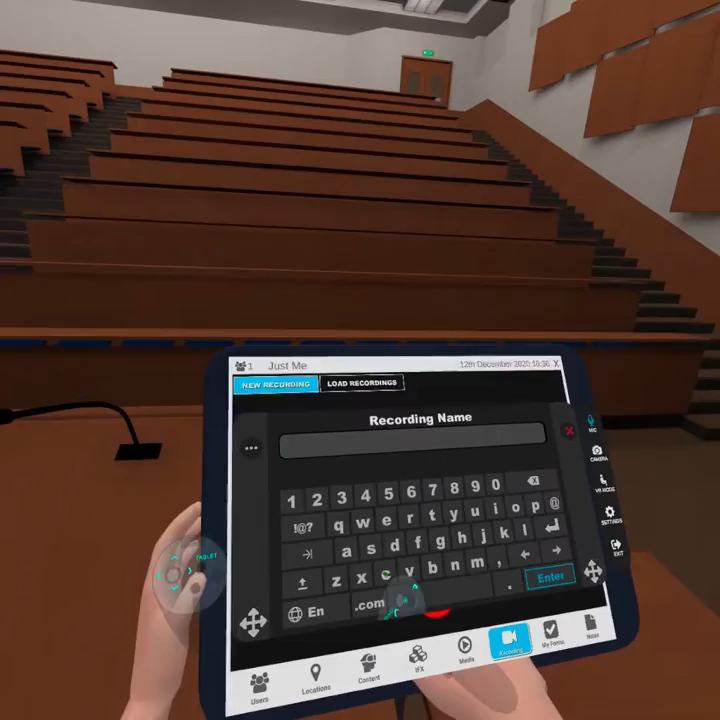 1 Just Me 12th December 2020 10:36 X
NEW RECORDING LOAD RECORDINGS
Recording Name
1 2 3 4 5 6 7 8 9 0
!@? q w e r t y u i o p @
a s d f g h j k l
z x c v b n m ,
En .com . Enter
MIC
CAMERA
VR MODE
SETTINGS
EXIT
TABLET
Users Locations Content IFX Media Recording My Forms